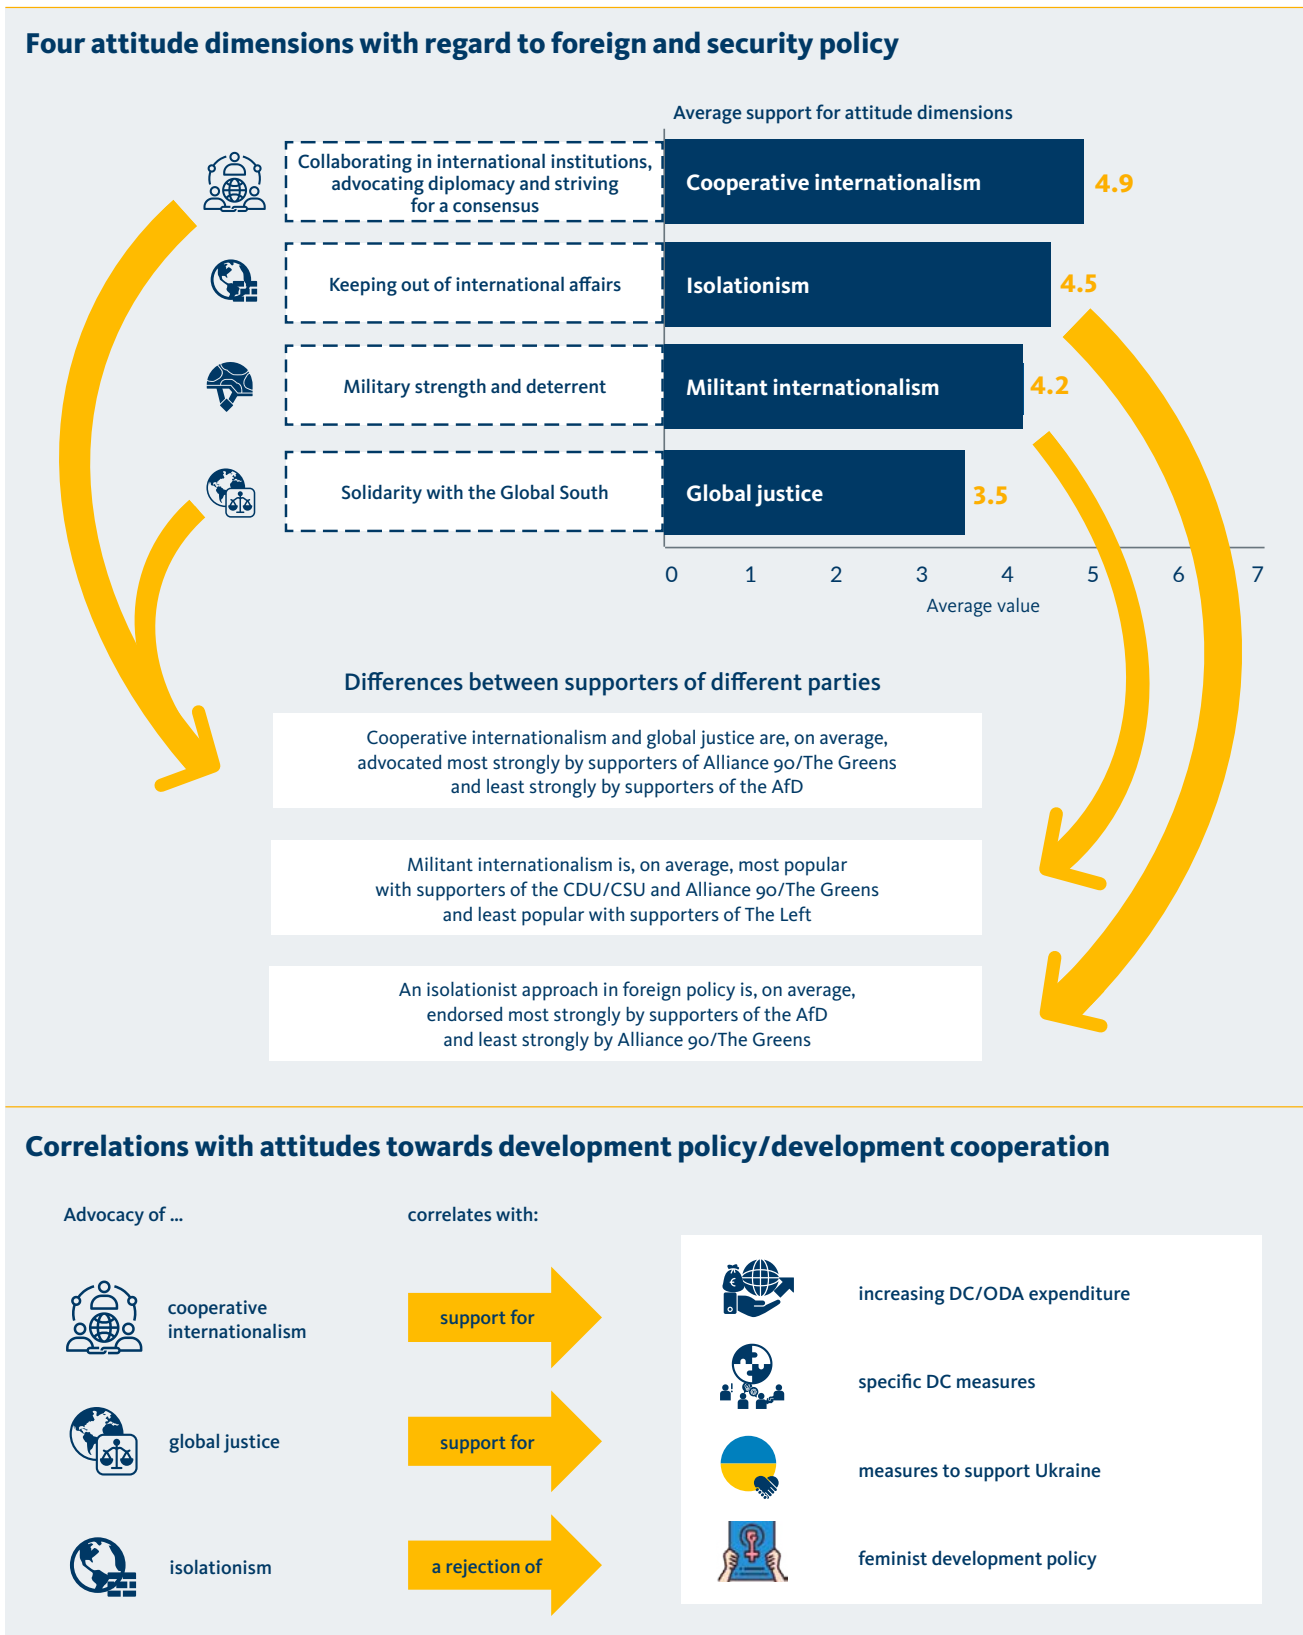 Four attitude dimensions with regard to foreign and security policy
Average support for attitude dimensions
Collaborating in international institutions,
advocating diplomacy and striving
for a consensus
Cooperative internationalism
4.9
Keeping out of international affairs
Isolationism
4.5
Military strength and deterrent
Militant internationalism
4.2
Solidarity with the Global South
Global justice
3.5
0 1 2 3 4 5 6 7
Average value
Differences between supporters of different parties
Cooperative internationalism and global justice are, on average,
advocated most strongly by supporters of Alliance 90/The Greens
and least strongly by supporters of the AfD
Militant internationalism is, on average, most popular
with supporters of the CDU/CSU and Alliance 90/The Greens
and least popular with supporters of The Left
An isolationist approach in foreign policy is, on average,
endorsed most strongly by supporters of the AfD
and least strongly by Alliance 90/The Greens
Correlations with attitudes towards development policy/development cooperation
Advocacy of ...
correlates with:
cooperative
internationalism
support for
global justice
support for
isolationism
a rejection of
€
increasing DC/ODA expenditure
specific DC measures
measures to support Ukraine
feminist development policy